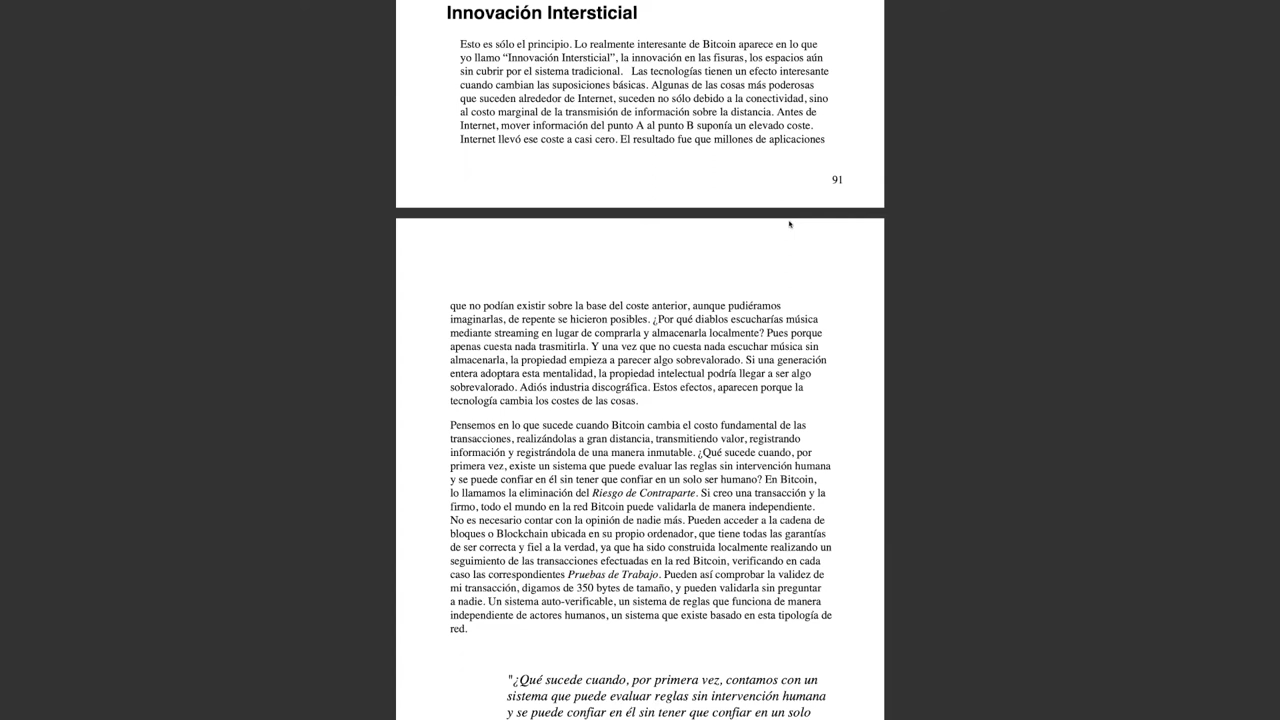 Innovación Intersticial
Esto es sólo el principio. Lo realmente interesante de Bitcoin aparece en lo que
yo llamo “Innovación Intersticial”, la innovación en las fisuras, los espacios aún
sin cubrir por el sistema tradicional. Las tecnologías tienen un efecto interesante
cuando cambian las suposiciones básicas. Algunas de las cosas más poderosas
que suceden alrededor de Internet, suceden no sólo debido a la conectividad, sino
al costo marginal de la transmisión de información sobre la distancia. Antes de
Internet, mover información del punto A al punto B suponía un elevado coste.
Internet llevó ese coste a casi cero. El resultado fue que millones de aplicaciones
91
que no podían existir sobre la base del coste anterior, aunque pudiéramos
imaginarlas, de repente se hicieron posibles. ¿Por qué diablos escucharías música
mediante streaming en lugar de comprarla y almacenarla localmente? Pues porque
apenas cuesta nada trasmitirla. Y una vez que no cuesta nada escuchar música sin
almacenarla, la propiedad empieza a parecer algo sobrevalorado. Si una generación
entera adoptara esta mentalidad, la propiedad intelectual podría llegar a ser algo
sobrevalorado. Adiós industria discográfica. Estos efectos, aparecen porque la
tecnología cambia los costes de las cosas.
Pensemos en lo que sucede cuando Bitcoin cambia el costo fundamental de las
transacciones, realizándolas a gran distancia, transmitiendo valor, registrando
información y registrándola de una manera inmutable. ¿Qué sucede cuando, por
primera vez, existe un sistema que puede evaluar las reglas sin intervención humana
y se puede confiar en él sin tener que confiar en un solo ser humano? En Bitcoin,
lo llamamos la eliminación del Riesgo de Contraparte. Si creo una transacción y la
firmo, todo el mundo en la red Bitcoin puede validarla de manera independiente.
No es necesario contar con la opinión de nadie más. Pueden acceder a la cadena de
bloques o Blockchain ubicada en su propio ordenador, que tiene todas las garantías
de ser correcta y fiel a la verdad, ya que ha sido construida localmente realizando un
seguimiento de las transacciones efectuadas en la red Bitcoin, verificando en cada
caso las correspondientes Pruebas de Trabajo. Pueden así comprobar la validez de
mi transacción, digamos de 350 bytes de tamaño, y pueden validarla sin preguntar
a nadie. Un sistema auto-verificable, un sistema de reglas que funciona de manera
independiente de actores humanos, un sistema que existe basado en esta tipología de
red.
"¿Qué sucede cuando, por primera vez, contamos con un
sistema que puede evaluar reglas sin intervención humana
y se puede confiar en él sin tener que confiar en un solo